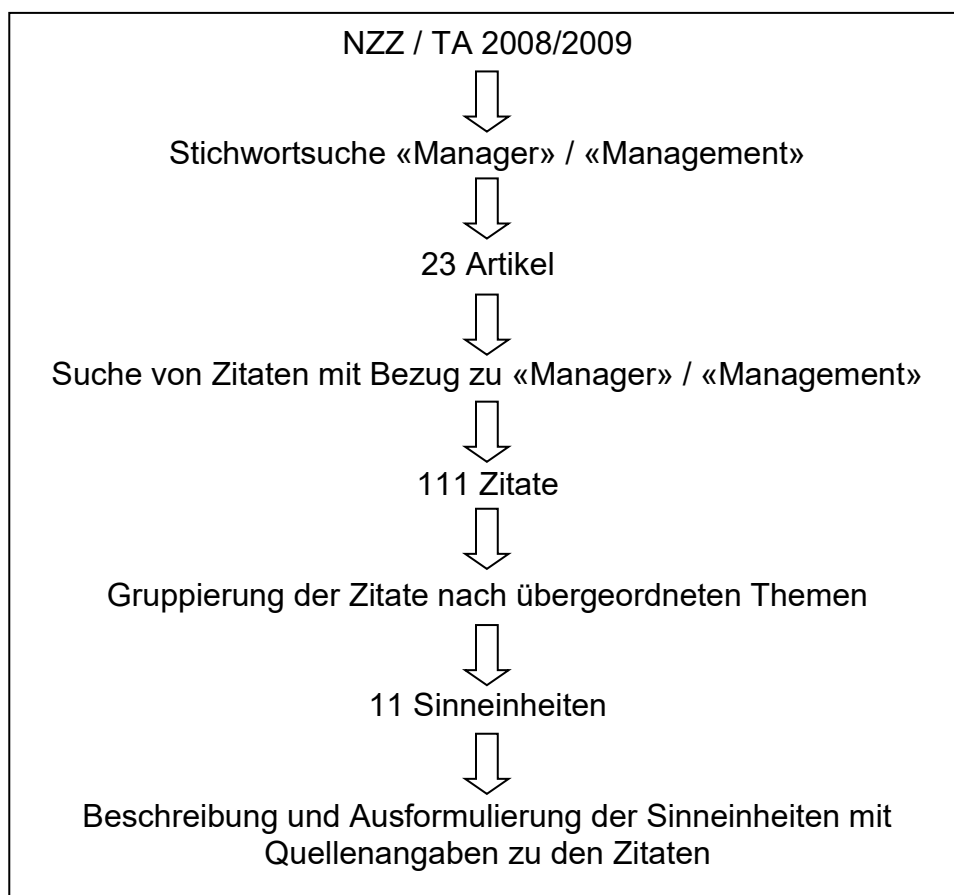 NZZ / TA 2008/2009
Stichwortsuche «Manager» / «Management»
23 Artikel
Suche von Zitaten mit Bezug zu «Manager» / «Management»
111 Zitate
Gruppierung der Zitate nach übergeordneten Themen
11 Sinneinheiten
Beschreibung und Ausformulierung der Sinneinheiten mit
Quellenangaben zu den Zitaten